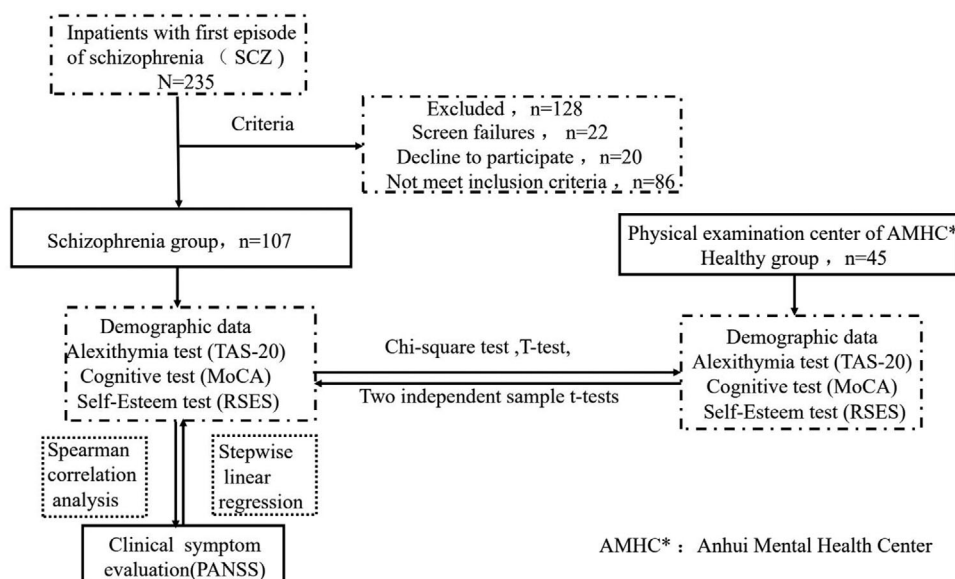 Inpatients with first episode
of schizophrenia （ SCZ ）
N=235
Criteria
Excluded ，n=128
Screen failures ，n=22
Decline to participate ，n=20
Not meet inclusion criteria ，n=86
Schizophrenia group，n=107
Physical examination center of AMHC*
Healthy group ，n=45
Demographic data
Alexithymia test (TAS-20)
Cognitive test (MoCA)
Self-Esteem test (RSES)
Chi-square test ,T-test,
Two independent sample t-tests
Demographic data
Alexithymia test (TAS-20)
Cognitive test (MoCA)
Self-Esteem test (RSES)
Spearman
correlation
analysis
Stepwise
linear
regression
Clinical symptom
evaluation(PANSS)
AMHC*： Anhui Mental Health Center